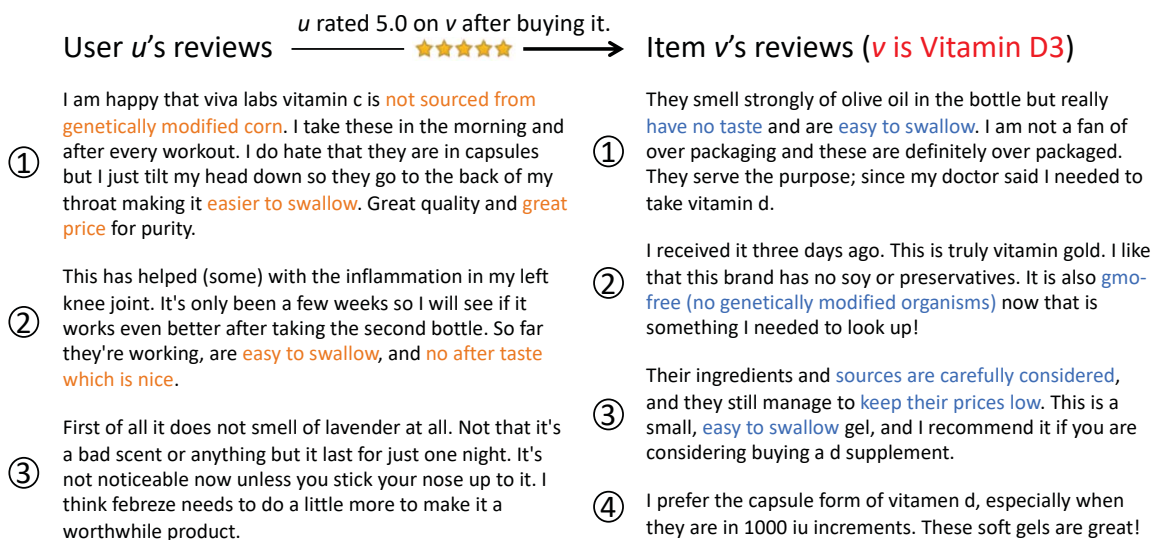 u rated 5.0 on v after buying it.
User u's reviews
Item v's reviews (v is Vitamin D3)
①
I am happy that viva labs vitamin c is not sourced from
genetically modified corn. I take these in the morning and
after every workout. I do hate that they are in capsules
but I just tilt my head down so they go to the back of my
throat making it easier to swallow. Great quality and great
price for purity.
②
This has helped (some) with the inflammation in my left
knee joint. It's only been a few weeks so I will see if it
works even better after taking the second bottle. So far
they're working, are easy to swallow, and no after taste
which is nice.
③
First of all it does not smell of lavender at all. Not that it's
a bad scent or anything but it last for just one night. It's
not noticeable now unless you stick your nose up to it. I
think febreze needs to do a little more to make it a
worthwhile product.
①
They smell strongly of olive oil in the bottle but really
have no taste and are easy to swallow. I am not a fan of
over packaging and these are definitely over packaged.
They serve the purpose; since my doctor said I needed to
take vitamin d.
②
I received it three days ago. This is truly vitamin gold. I like
that this brand has no soy or preservatives. It is also gmo-
free (no genetically modified organisms) now that is
something I needed to look up!
③
Their ingredients and sources are carefully considered,
and they still manage to keep their prices low. This is a
small, easy to swallow gel, and I recommend it if you are
considering buying a d supplement.
④
I prefer the capsule form of vitamen d, especially when
they are in 1000 iu increments. These soft gels are great!